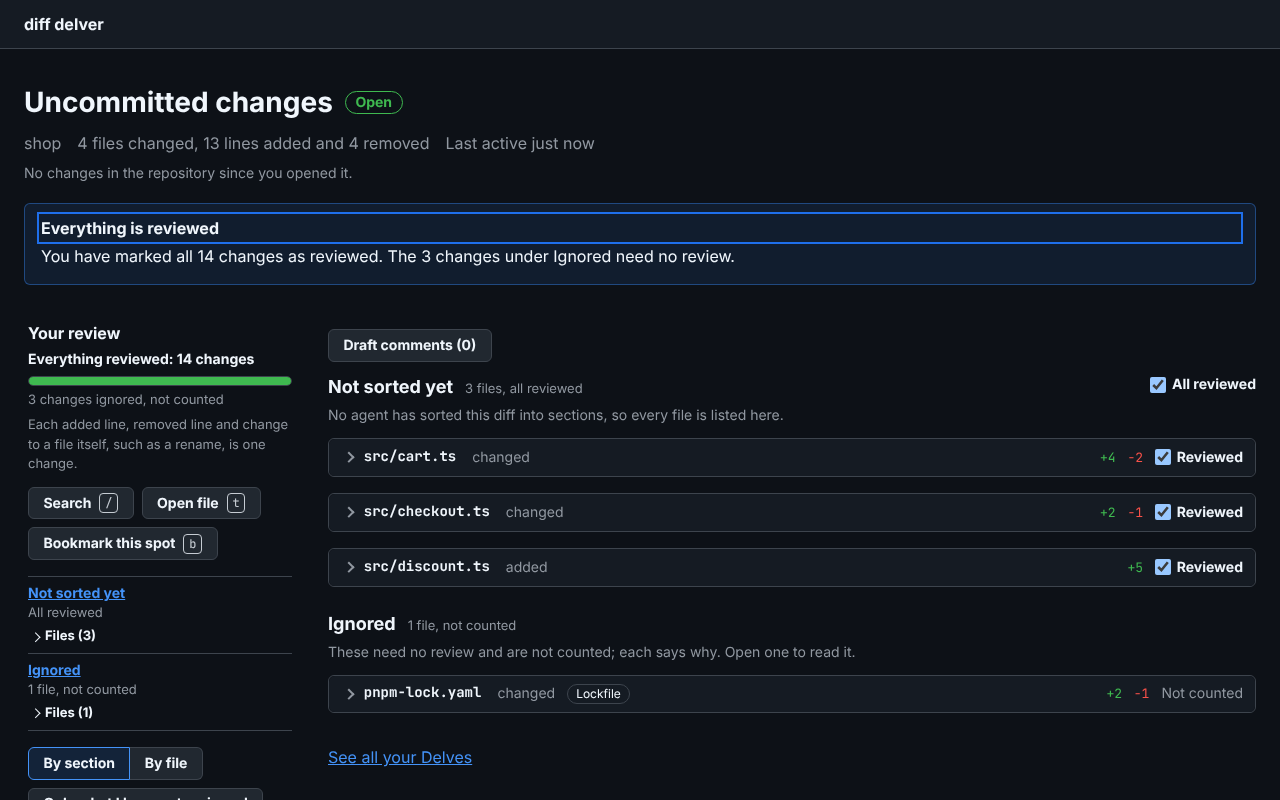 diff delver
Uncommitted changes Open
shop 4 files changed, 13 lines added and 4 removed Last active just now
No changes in the repository since you opened it.
Everything is reviewed
You have marked all 14 changes as reviewed. The 3 changes under Ignored need no review.
Your review
Everything reviewed: 14 changes
3 changes ignored, not counted
Each added line, removed line and change
to a file itself, such as a rename, is one
change.
Search /
Open file t
Bookmark this spot b
Not sorted yet
All reviewed
Files (3)
Ignored
1 file, not counted
Files (1)
By section By file
Draft comments (0)
Not sorted yet 3 files, all reviewed All reviewed
No agent has sorted this diff into sections, so every file is listed here.
src/cart.ts changed +4 -2 Reviewed
src/checkout.ts changed +2 -1 Reviewed
src/discount.ts added +5 Reviewed
Ignored 1 file, not counted
These need no review and are not counted; each says why. Open one to read it.
pnpm-lock.yaml changed Lockfile +2 -1 Not counted
See all your Delves